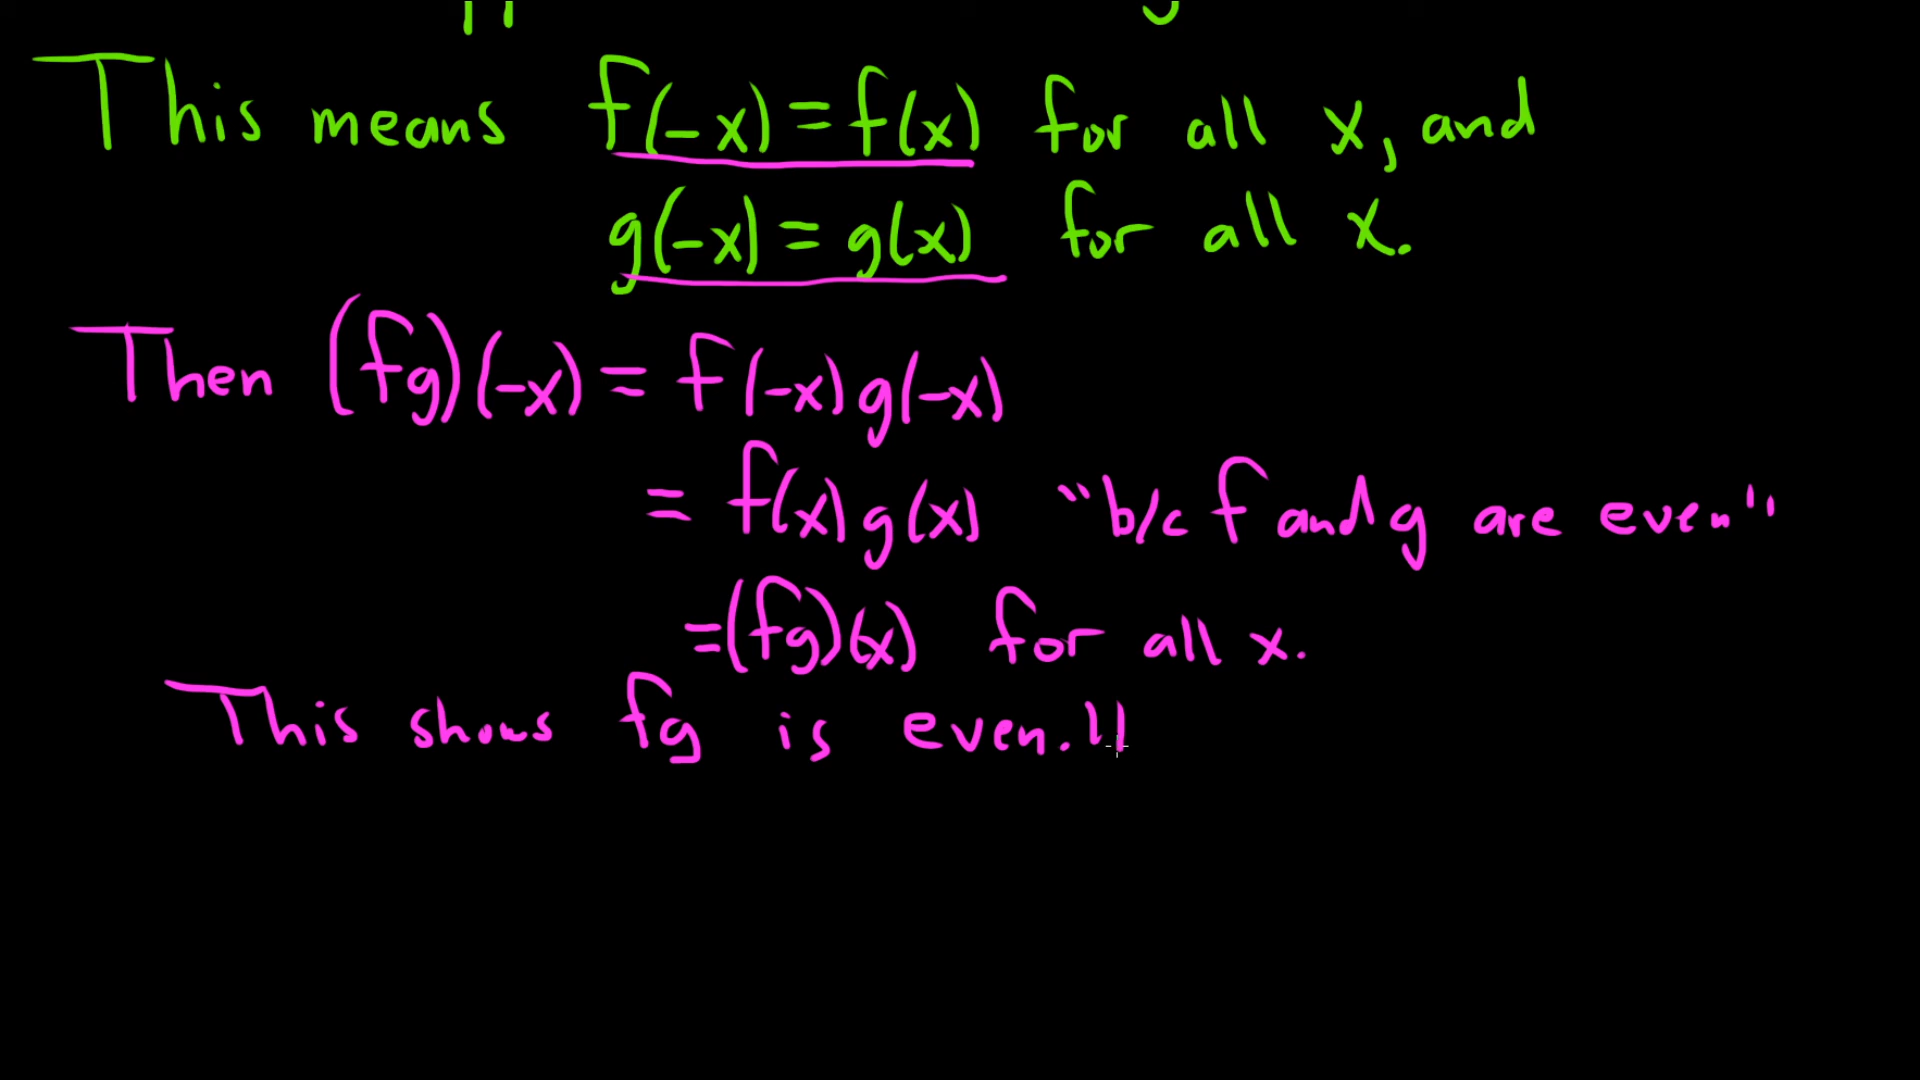 This means f(-x) = f(x) for all x, and
g(-x) = g(x) for all x.
Then (fg)(-x) = f(-x)g(-x)
= f(x)g(x) "b/c f and g are even"
=(fg)(x) for all x.
This shows fg is even.